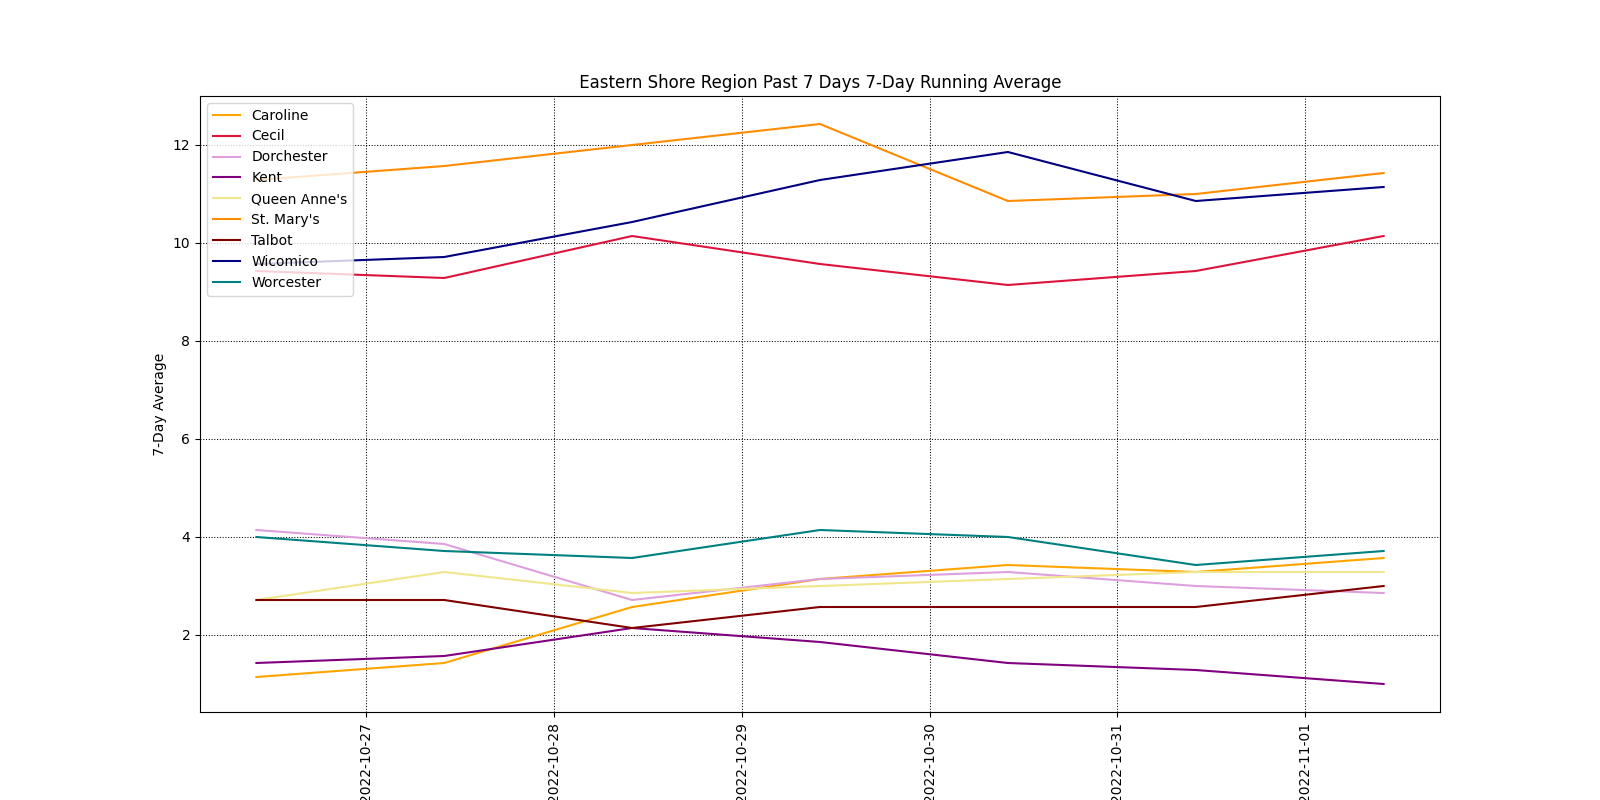 Eastern Shore Region Past 7 Days 7-Day Running Average
Caroline
Cecil
Dorchester
Kent
Queen Anne's
St. Mary's
Talbot
Wicomico
Worcester
12
10
8
6
4
2
7-Day Average
2022-10-27
2022-10-28
2022-10-29
2022-10-30
2022-10-31
2022-11-01